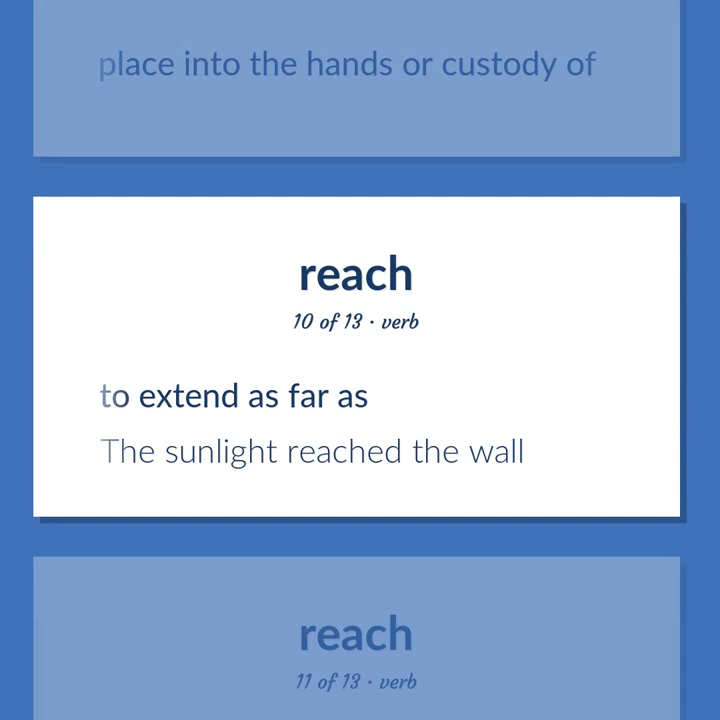 place into the hands or custody of
reach
10 of 13 · verb
to extend as far as
The sunlight reached the wall
reach
11 of 13 · verb